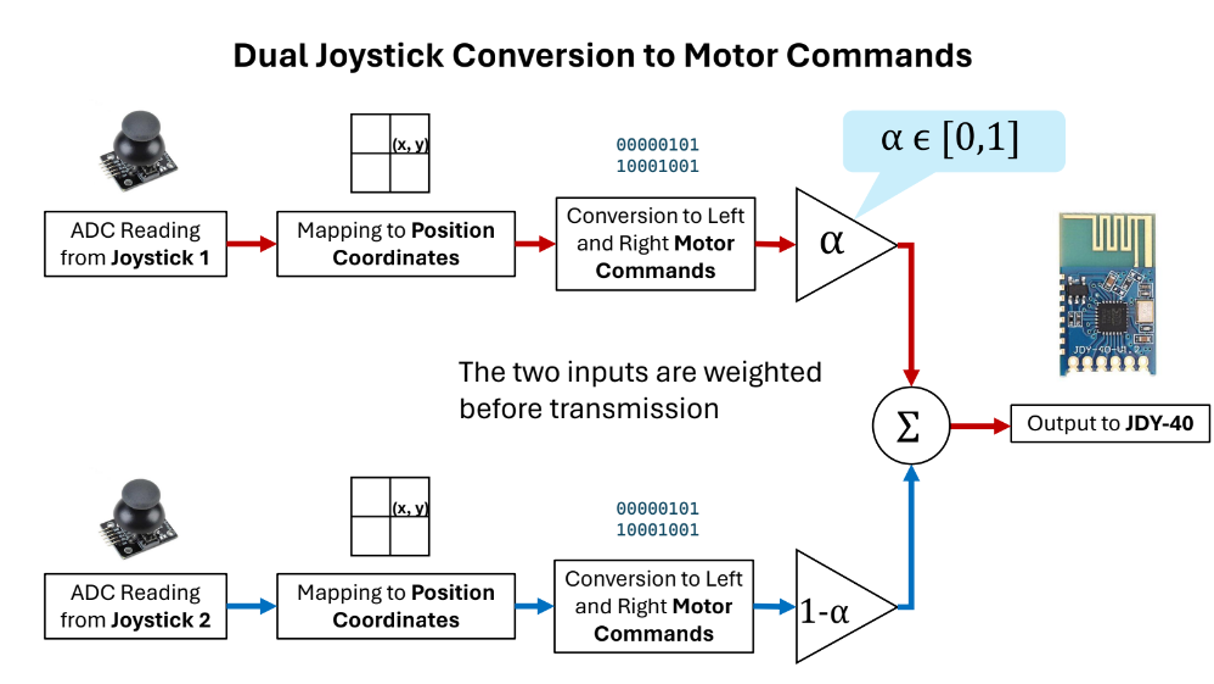 Dual Joystick Conversion to Motor Commands
(x, y)
00000101
10001001
α ϵ [0,1]
ADC Reading
from Joystick 1
Mapping to Position
Coordinates
Conversion to Left
and Right Motor
Commands
α
JDY-40-V1.2
The two inputs are weighted
before transmission
Σ
Output to JDY-40
(x, y)
00000101
10001001
ADC Reading
from Joystick 2
Mapping to Position
Coordinates
Conversion to Left
and Right Motor
Commands
1-α